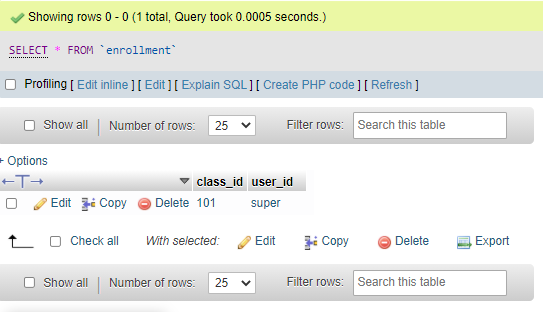 Showing rows 0 - 0 (1 total, Query took 0.0005 seconds.)
SELECT * FROM `enrollment`
Profiling [ Edit inline ] [ Edit ] [ Explain SQL ] [ Create PHP code ] [ Refresh ]
Show all | Number of rows: 25 Filter rows: Search this table
+ Options
←T→ class_id user_id
Edit Copy Delete 101 super
Check all With selected: Edit Copy Delete Export
Show all | Number of rows: 25 Filter rows: Search this table